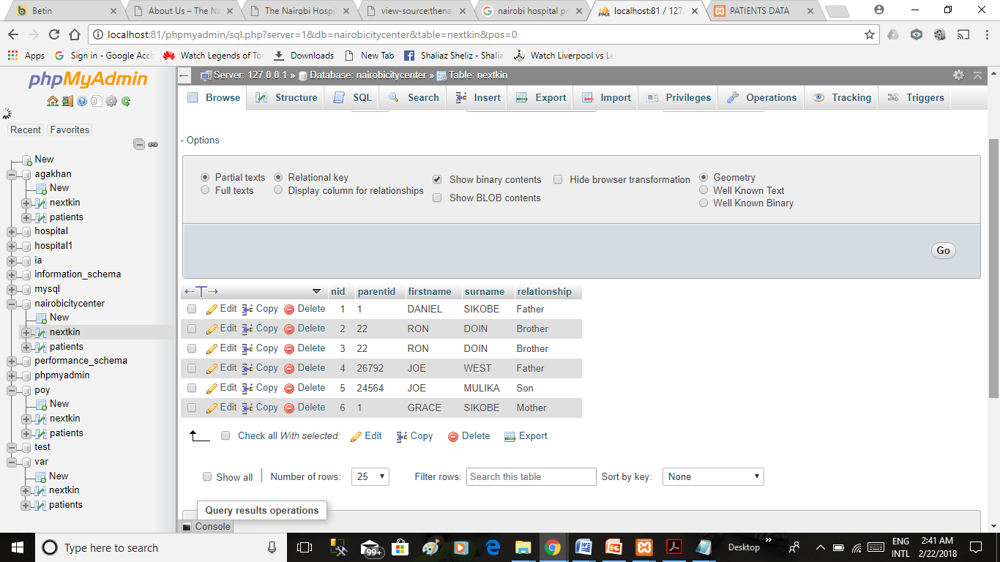 Betin
About Us – The Na
The Nairobi Hospi
view-source:thena
nairobi hospital pr
localhost:81 / 127.
PATIENTS DATA
localhost:81/phpmyadmin/sql.php?server=1&db=nairobicitycenter&table=nextkin&pos=0
Apps
Sign in - Google Acc
Watch Legends of To
Downloads
New Tab
Shaliaz Sheliz - Shalia
Watch Liverpool vs Le
phpMyAdmin
Recent
Favorites
New
agakhan
New
nextkin
patients
hospital
hospital1
ia
information_schema
mysql
nairobicitycenter
New
nextkin
patients
performance_schema
phpmyadmin
poy
New
nextkin
patients
test
var
New
nextkin
patients
Server: 127.0.0.1 » Database: nairobicitycenter » Table: nextkin
Browse Structure SQL Search Insert Export Import Privileges Operations Tracking Triggers
- Options
Partial texts Relational key Show binary contents Hide browser transformation Geometry
Full texts Display column for relationships Show BLOB contents Well Known Text
Well Known Binary
Go
nid parentid firstname surname relationship
Edit Copy Delete 1 1 DANIEL SIKOBE Father
Edit Copy Delete 2 22 RON DOIN Brother
Edit Copy Delete 3 22 RON DOIN Brother
Edit Copy Delete 4 26792 JOE WEST Father
Edit Copy Delete 5 24564 JOE MULIKA Son
Edit Copy Delete 6 1 GRACE SIKOBE Mother
Check all With selected: Edit Copy Delete Export
Show all Number of rows: 25 Filter rows: Search this table Sort by key: None
Query results operations
Console
Type here to search
99+
Desktop
ENG
INTL
2:41 AM
2/22/2018